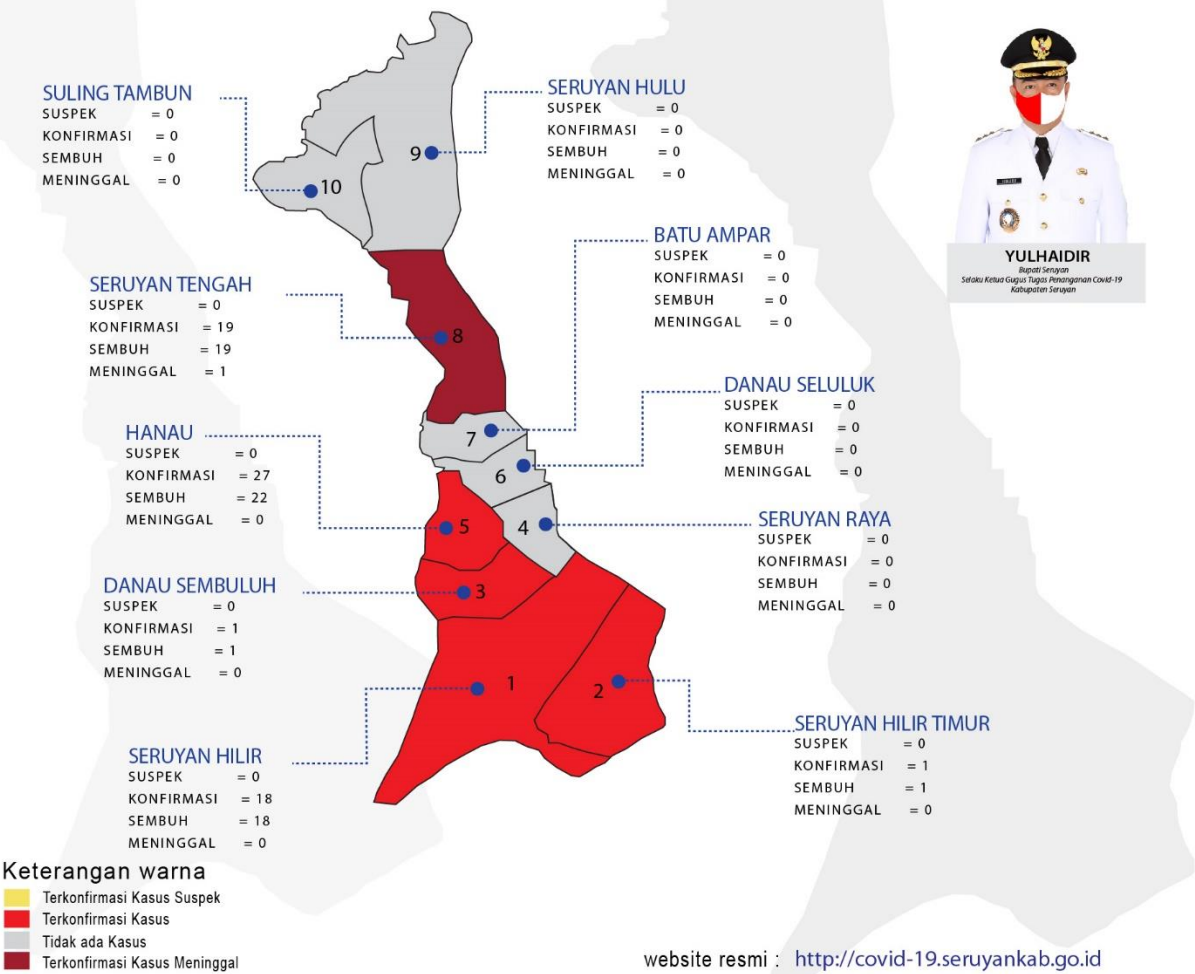 SULING TAMBUN
SUSPEK = 0
KONFIRMASI = 0
SEMBUH = 0
MENINGGAL = 0
SERUYAN HULU
SUSPEK = 0
KONFIRMASI = 0
SEMBUH = 0
MENINGGAL = 0
YULHAIDIR
Bupati Seruyan
Selaku Ketua Gugus Tugas Penanganan Covid-19
Kabupaten Seruyan
BATU AMPAR
SUSPEK = 0
KONFIRMASI = 0
SEMBUH = 0
MENINGGAL = 0
SERUYAN TENGAH
SUSPEK = 0
KONFIRMASI = 19
SEMBUH = 19
MENINGGAL = 1
DANAU SELULUK
SUSPEK = 0
KONFIRMASI = 0
SEMBUH = 0
MENINGGAL = 0
HANAU
SUSPEK = 0
KONFIRMASI = 27
SEMBUH = 22
MENINGGAL = 0
SERUYAN RAYA
SUSPEK = 0
KONFIRMASI = 0
SEMBUH = 0
MENINGGAL = 0
DANAU SEMBULUH
SUSPEK = 0
KONFIRMASI = 1
SEMBUH = 1
MENINGGAL = 0
SERUYAN HILIR TIMUR
SUSPEK = 0
KONFIRMASI = 1
SEMBUH = 1
MENINGGAL = 0
SERUYAN HILIR
SUSPEK = 0
KONFIRMASI = 18
SEMBUH = 18
MENINGGAL = 0
9
10
8
7
6
5
4
3
1
2
Keterangan warna
Terkonfirmasi Kasus Suspek
Terkonfirmasi Kasus
Tidak ada Kasus
Terkonfirmasi Kasus Meninggal
website resmi : http://covid-19.seruyankab.go.id